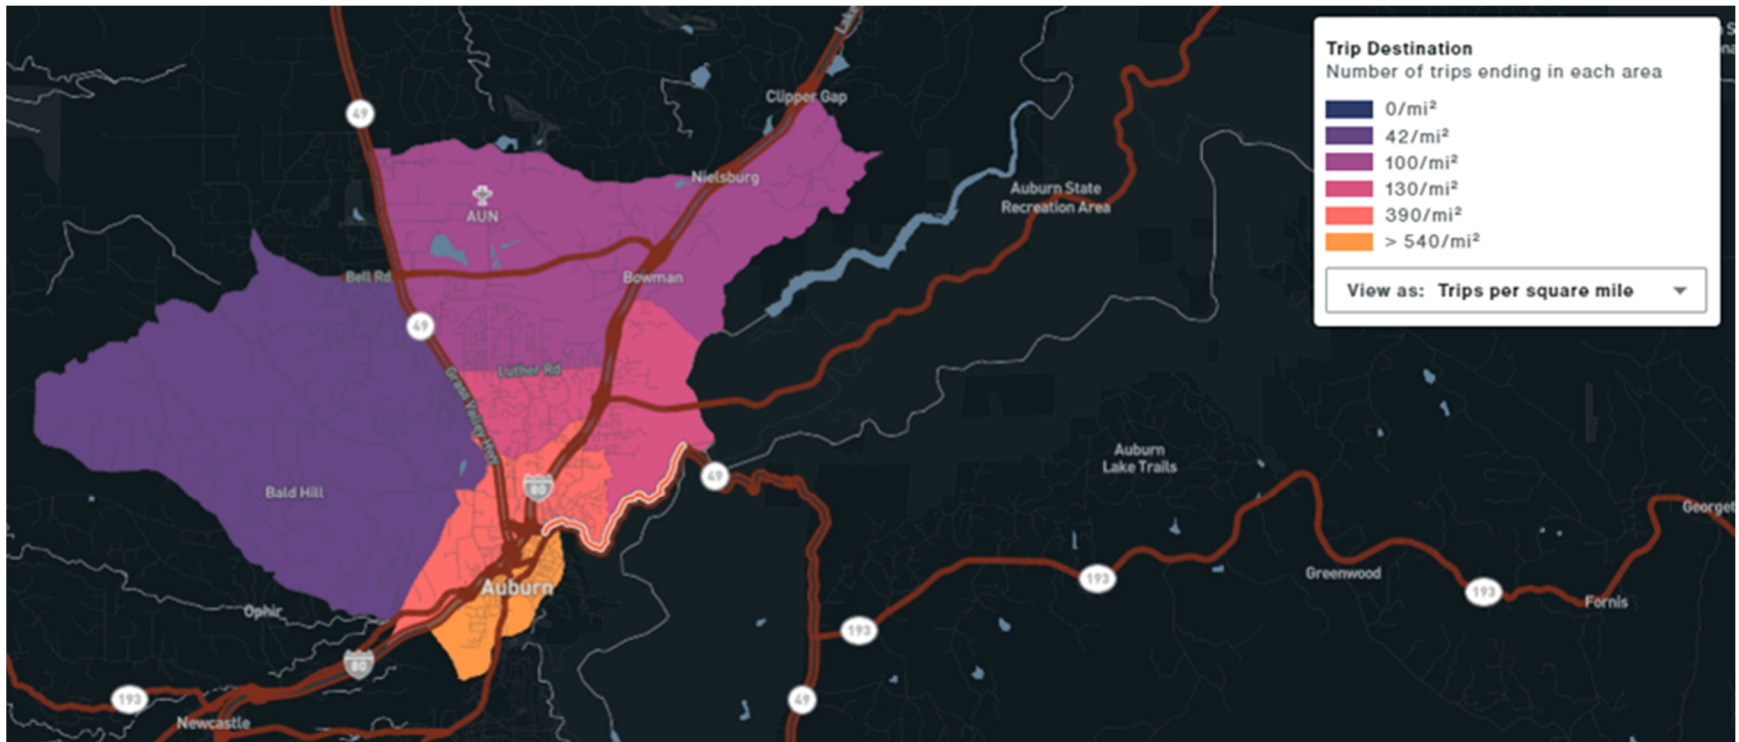 Trip Destination
Number of trips ending in each area
0/mi²
42/mi²
100/mi²
130/mi²
390/mi²
> 540/mi²
View as: Trips per square mile
Lake
49
Clipper Gap
Nielsburg
Auburn State
Recreation Area
AUN
Bell Rd
Bowman
49
Luther Rd
Grass Valley Hwy
Auburn
Lake Trails
49
80
Bald Hill
Georget
Auburn
193
Greenwood
193
Fornis
Ophir
193
80
193
49
Newcastle